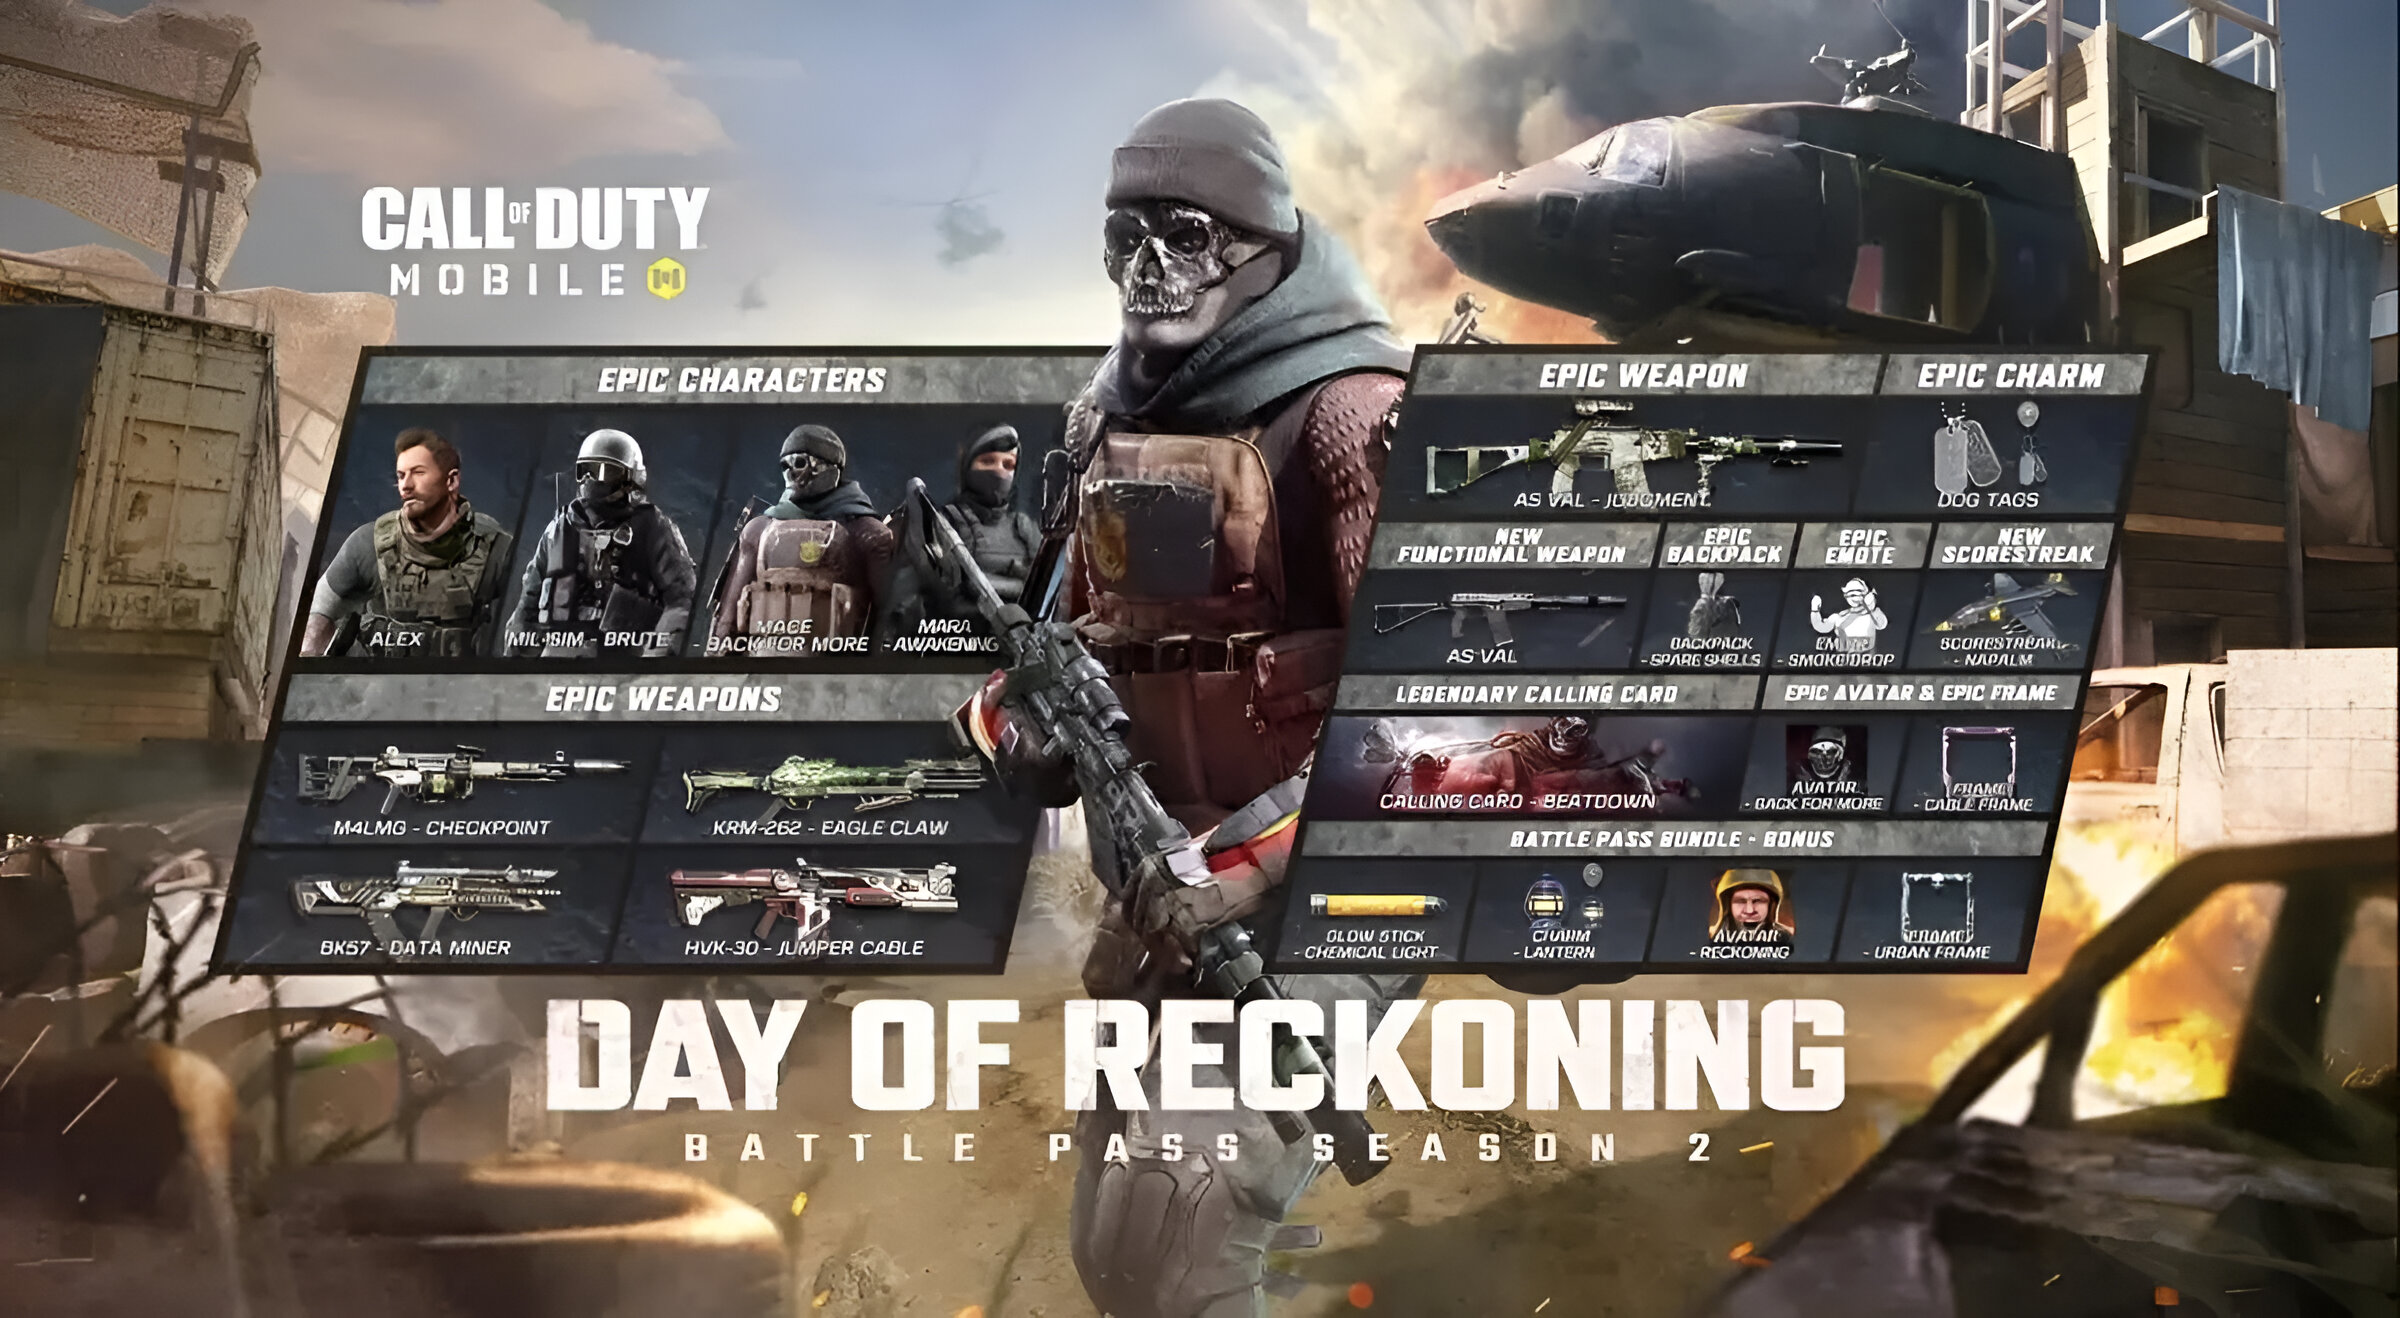 CALL OF DUTY
MOBILE
EPIC CHARACTERS
ALEX
MIL-SIM - BRUTE
MACE
- BACK FOR MORE
MARA
- AWAKENING
EPIC WEAPONS
M4LMG - CHECKPOINT
KRM-262 - EAGLE CLAW
BK57 - DATA MINER
HVK-30 - JUMPER CABLE
EPIC WEAPON
EPIC CHARM
AS VAL - JUDGMENT
DOG TAGS
NEW
FUNCTIONAL WEAPON
EPIC
BACKPACK
EPIC
EMOTE
NEW
SCORESTREAK
AS VAL
BACKPACK
- SPARE SHELLS
EMOTE
- SMOKE DROP
SCORESTREAK
- NAPALM
LEGENDARY CALLING CARD
EPIC AVATAR & EPIC FRAME
CALLING CARD - BEATDOWN
AVATAR
- BACK FOR MORE
FRAME
- CABLE FRAME
BATTLE PASS BUNDLE - BONUS
GLOW STICK
- CHEMICAL LIGHT
CHARM
- LANTERN
AVATAR
- RECKONING
FRAME
- URBAN FRAME
DAY OF RECKONING
BATTLE PASS SEASON 2